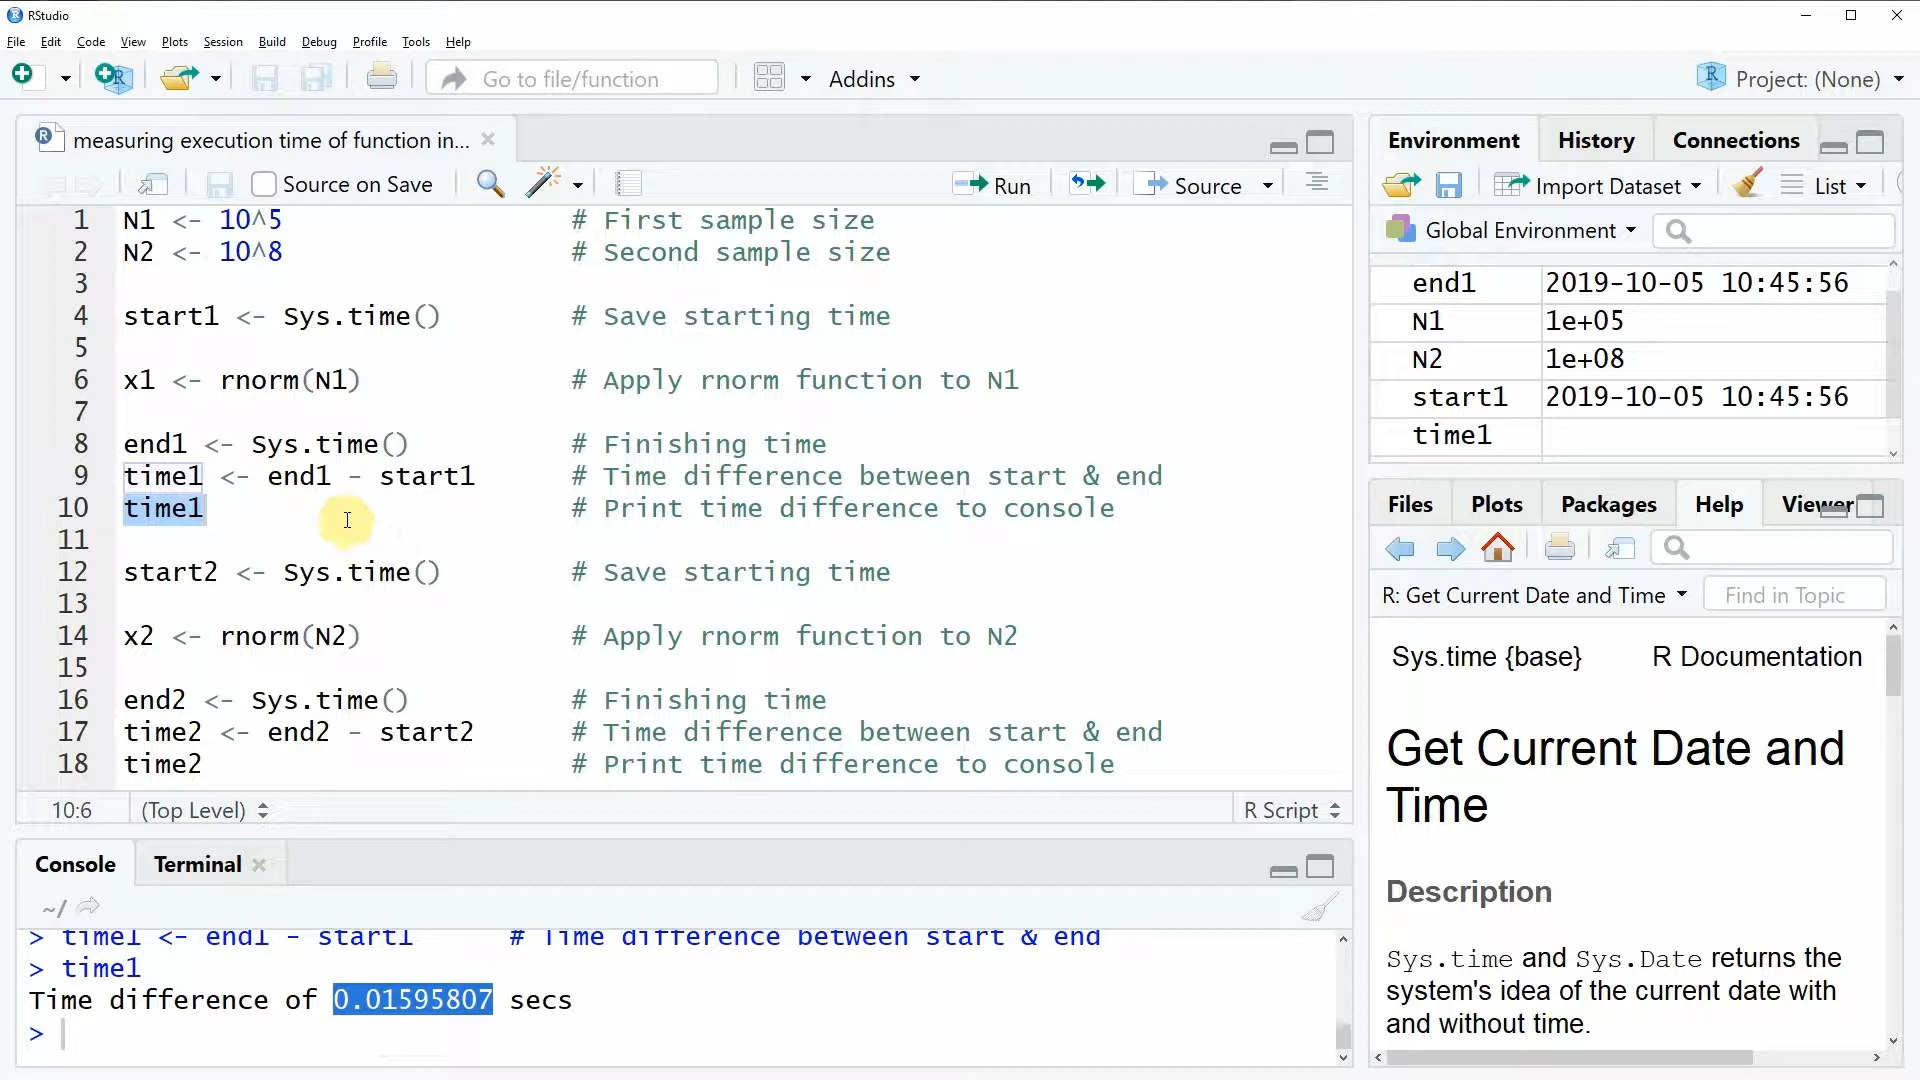 RStudio
File Edit Code View Plots Session Build Debug Profile Tools Help
Go to file/function Addins Project: (None)
measuring execution time of function in...
Source on Save Run Source
1 N1 <- 10^5 # First sample size
2 N2 <- 10^8 # Second sample size
3
4 start1 <- Sys.time() # Save starting time
5
6 x1 <- rnorm(N1) # Apply rnorm function to N1
7
8 end1 <- Sys.time() # Finishing time
9 time1 <- end1 - start1 # Time difference between start & end
10 time1 # Print time difference to console
11
12 start2 <- Sys.time() # Save starting time
13
14 x2 <- rnorm(N2) # Apply rnorm function to N2
15
16 end2 <- Sys.time() # Finishing time
17 time2 <- end2 - start2 # Time difference between start & end
18 time2 # Print time difference to console
10:6 (Top Level) R Script
Console Terminal
~/
> time1 <- end1 - start1 # Time difference between start & end
> time1
Time difference of 0.01595807 secs
>
Environment History Connections
Import Dataset List
Global Environment
end1 2019-10-05 10:45:56
N1 1e+05
N2 1e+08
start1 2019-10-05 10:45:56
time1
Files Plots Packages Help Viewer
R: Get Current Date and Time Find in Topic
Sys.time {base} R Documentation
Get Current Date and
Time
Description
Sys.time and Sys.Date returns the
system's idea of the current date with
and without time.